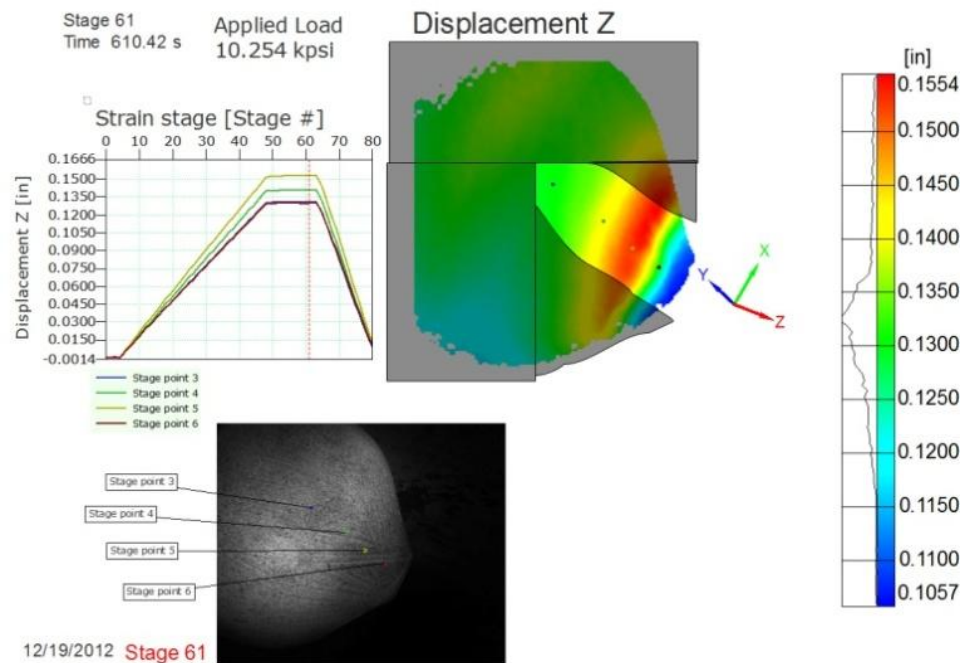 Stage 61
Time 610.42 s
Applied Load
10.254 kpsi
Displacement Z
[in]
Strain stage [Stage #]
0 10 20 30 40 50 60 70 80
Displacement Z [in]
0.1666
0.1500
0.1350
0.1200
0.1050
0.0900
0.0750
0.0600
0.0450
0.0300
0.0150
-0.0014
X
Y
Z
0.1554
0.1500
0.1450
0.1400
0.1350
0.1300
0.1250
0.1200
0.1150
0.1100
0.1057
Stage point 3
Stage point 4
Stage point 5
Stage point 6
Stage point 3
Stage point 4
Stage point 5
Stage point 6
12/19/2012 Stage 61